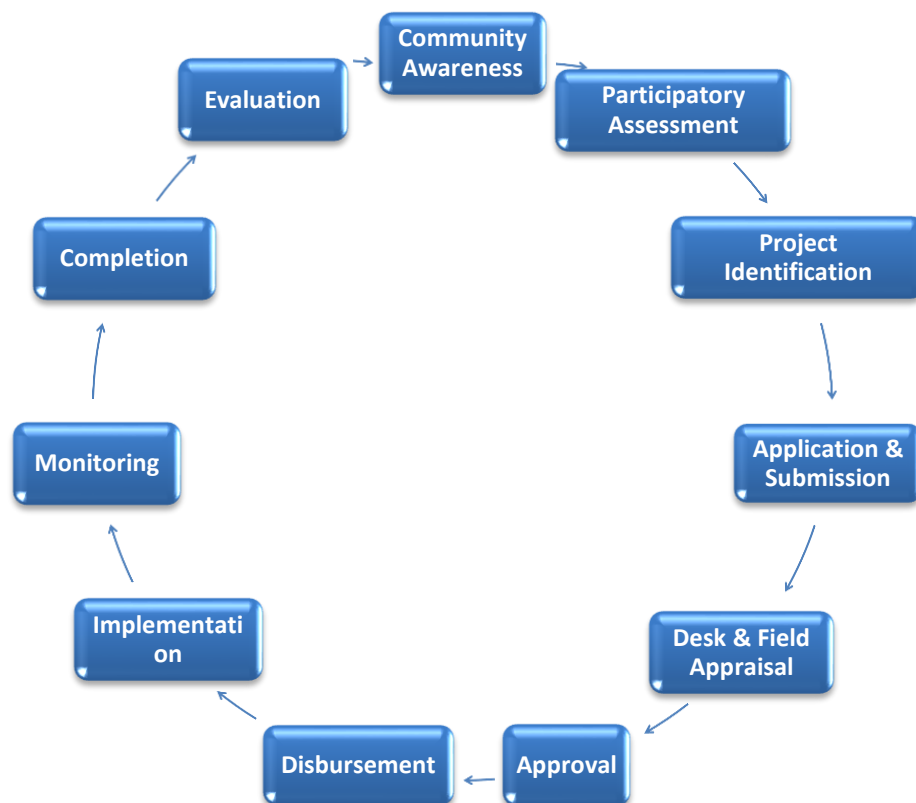 Community
Awareness
Participatory
Assessment
Project
Identification
Application &
Submission
Desk & Field
Appraisal
Approval
Disbursement
Implementati
on
Monitoring
Completion
Evaluation